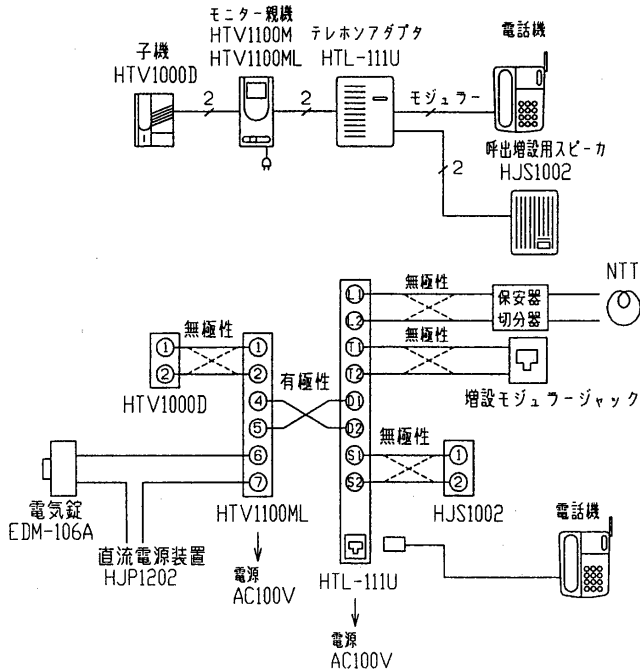 モニター親機
HTV1100M
HTV1100ML
テレホンアダプタ
HTL-111U
電話機
子機
HTV1000D
2
2
モジュラー
呼出増設用スピーカ
HJS1002
2
NTT
L1
無極性
保安器
L2
切分器
T1
無極性
T2
増設モジュラージャック
無極性
1
1
2
2
HTV1000D
有極性
4
D1
5
D2
6
S1
無極性
1
7
S2
2
HTV1100ML
HJS1002
電気錠
EDM-106A
直流電源装置
HJP1202
電源
AC100V
HTL-111U
電話機
電源
AC100V